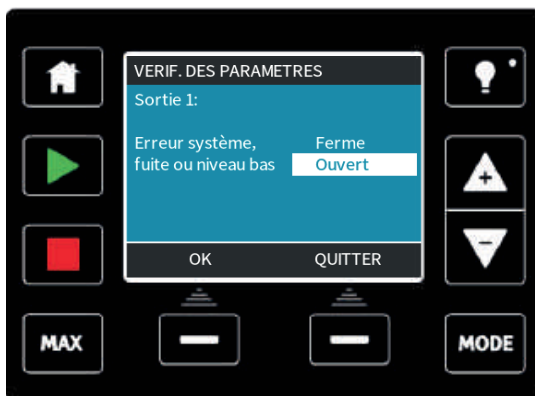 VERIF. DES PARAMETRES
Sortie 1:
Erreur système, Ferme
fuite ou niveau bas Ouvert
OK QUITTER
MAX MODE